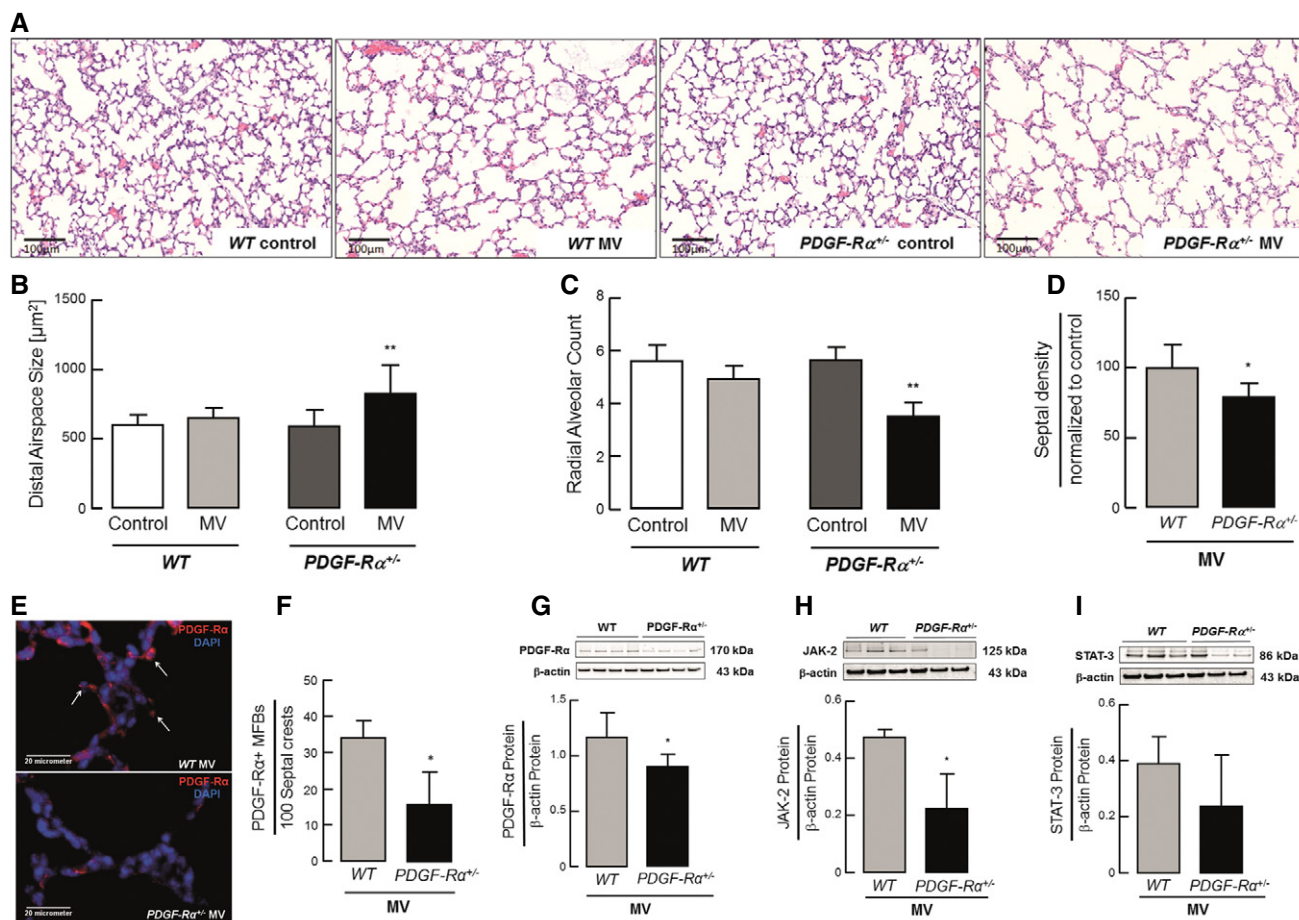 A
100µm
WT control
100µm
WT MV
100µm
PDGF-Rα+/- control
100µm
PDGF-Rα+/- MV
B
Distal Airspace Size [µm²]
1500
1000
500
0
**
Control
MV
Control
MV
WT
PDGF-Rα+/-
C
Radial Alveolar Count
8
6
4
2
0
**
Control
MV
Control
MV
WT
PDGF-Rα+/-
D
Septal density
normalized to control
150
100
50
0
*
WT
PDGF-Rα+/-
MV
E
PDGF-Rα
DAPI
20 micrometer
WT MV
PDGF-Rα
DAPI
20 micrometer
PDGF-Rα+/- MV
F
PDGF-Rα+ MFBs
100 Septal crests
40
30
20
10
0
*
WT
PDGF-Rα+/-
MV
G
WT
PDGF-Rα+/-
PDGF-Rα
170 kDa
β-actin
43 kDa
PDGF-Rα Protein
β-actin Protein
1.5
1.0
0.5
0.0
*
WT
PDGF-Rα+/-
MV
H
WT
PDGF-Rα+/-
JAK-2
125 kDa
β-actin
43 kDa
JAK-2 Protein
β-actin Protein
0.6
0.4
0.2
0
*
WT
PDGF-Rα+/-
MV
I
WT
PDGF-Rα+/-
STAT-3
86 kDa
β-actin
43 kDa
STAT-3 Protein
β-actin Protein
0.6
0.4
0.2
0
WT
PDGF-Rα+/-
MV